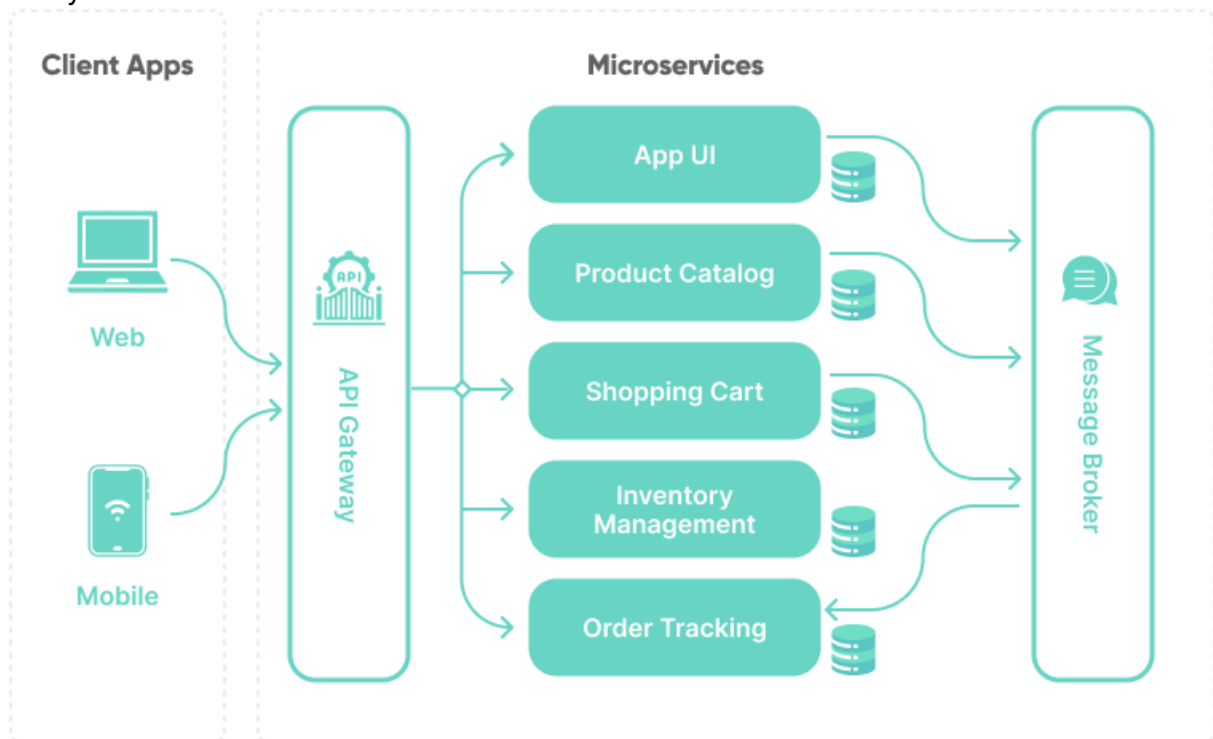 Client Apps
Microservices
Web
Mobile
API
API Gateway
App UI
Product Catalog
Shopping Cart
Inventory
Management
Order Tracking
Message Broker